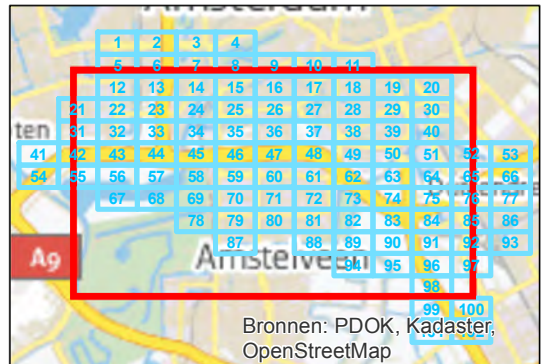 Amsterdam
1 2 3 4
5 6 7 8 9 10 11
12 13 14 15 16 17 18 19 20
21 22 23 24 25 26 27 28 29 30
ten 31 32 33 34 35 36 37 38 39 40
41 42 43 44 45 46 47 48 49 50 51 52 53
54 55 56 57 58 59 60 61 62 63 64 65 66
67 68 69 70 71 72 73 74 75 76 77
78 79 80 81 82 83 84 85 86
A9 87 Amstelveen 88 89 90 91 92 93
94 95 96 97
98
99 100
101 102
Bronnen: PDOK, Kadaster,
OpenStreetMap